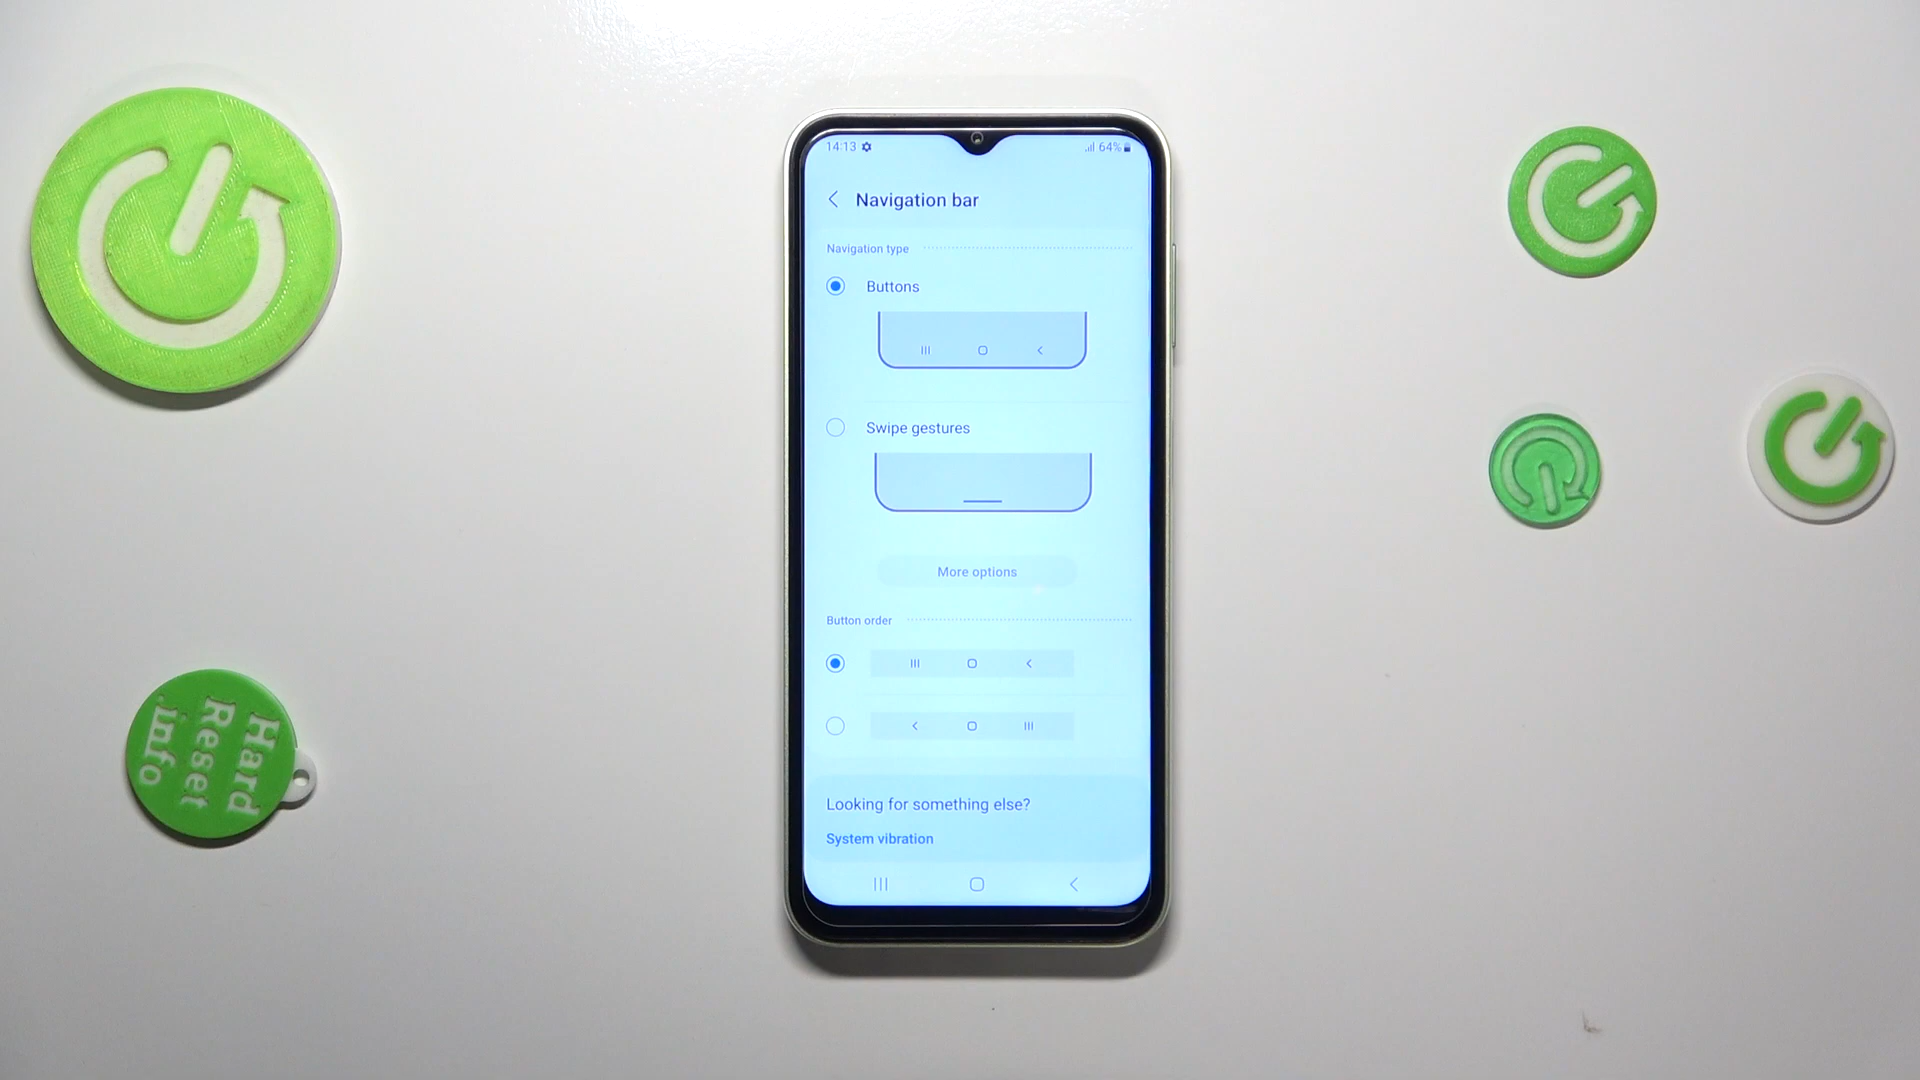 14:13
64%
Navigation bar
Navigation type
Buttons
Swipe gestures
More options
Button order
Looking for something else?
System vibration
Hard
Reset
info